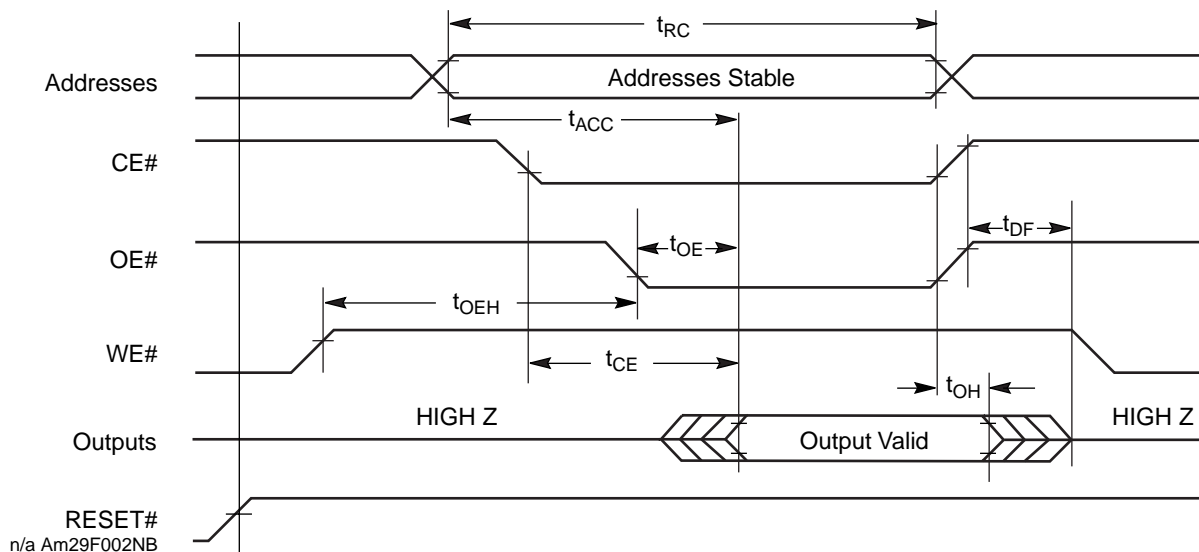 tRC
Addresses
Addresses Stable
tACC
CE#
tDF
tOE
OE#
tOEH
WE#
tCE
tOH
HIGH Z
HIGH Z
Outputs
Output Valid
RESET#
n/a Am29F002NB